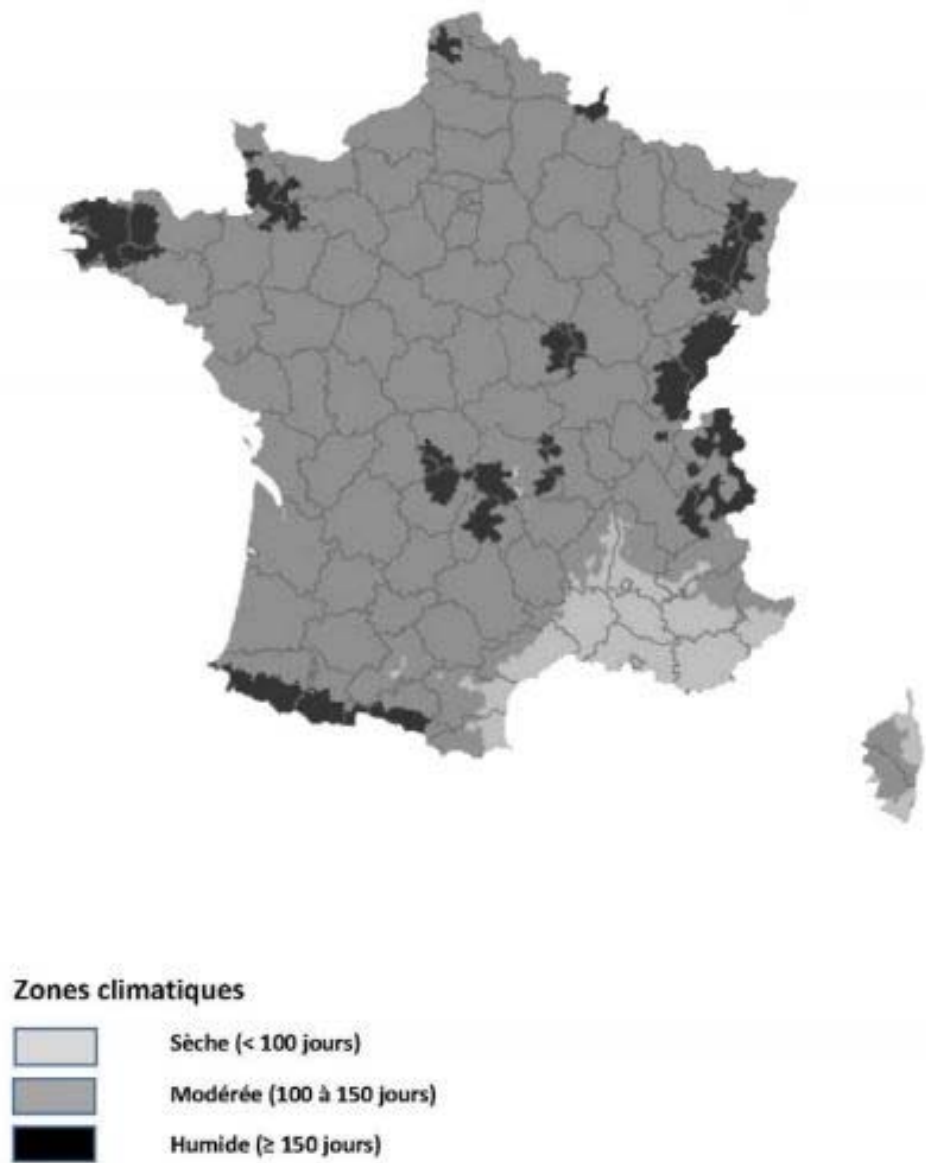 Zones climatiques
Sèche (< 100 jours)
Modérée (100 à 150 jours)
Humide (≥ 150 jours)